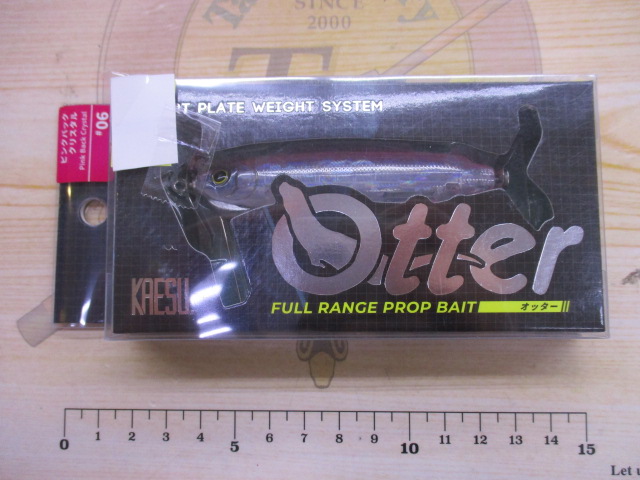 SINCE
2000
T
PLATE WEIGHT SYSTEM
ピンクバック
クリスタル
Pink Back Crystal
#06
Otter
KAESU
FULL RANGE PROP BAIT
オッター
0 1 2 3 4 5 6 7 8 9 10 11 12 13 14 15
Let u